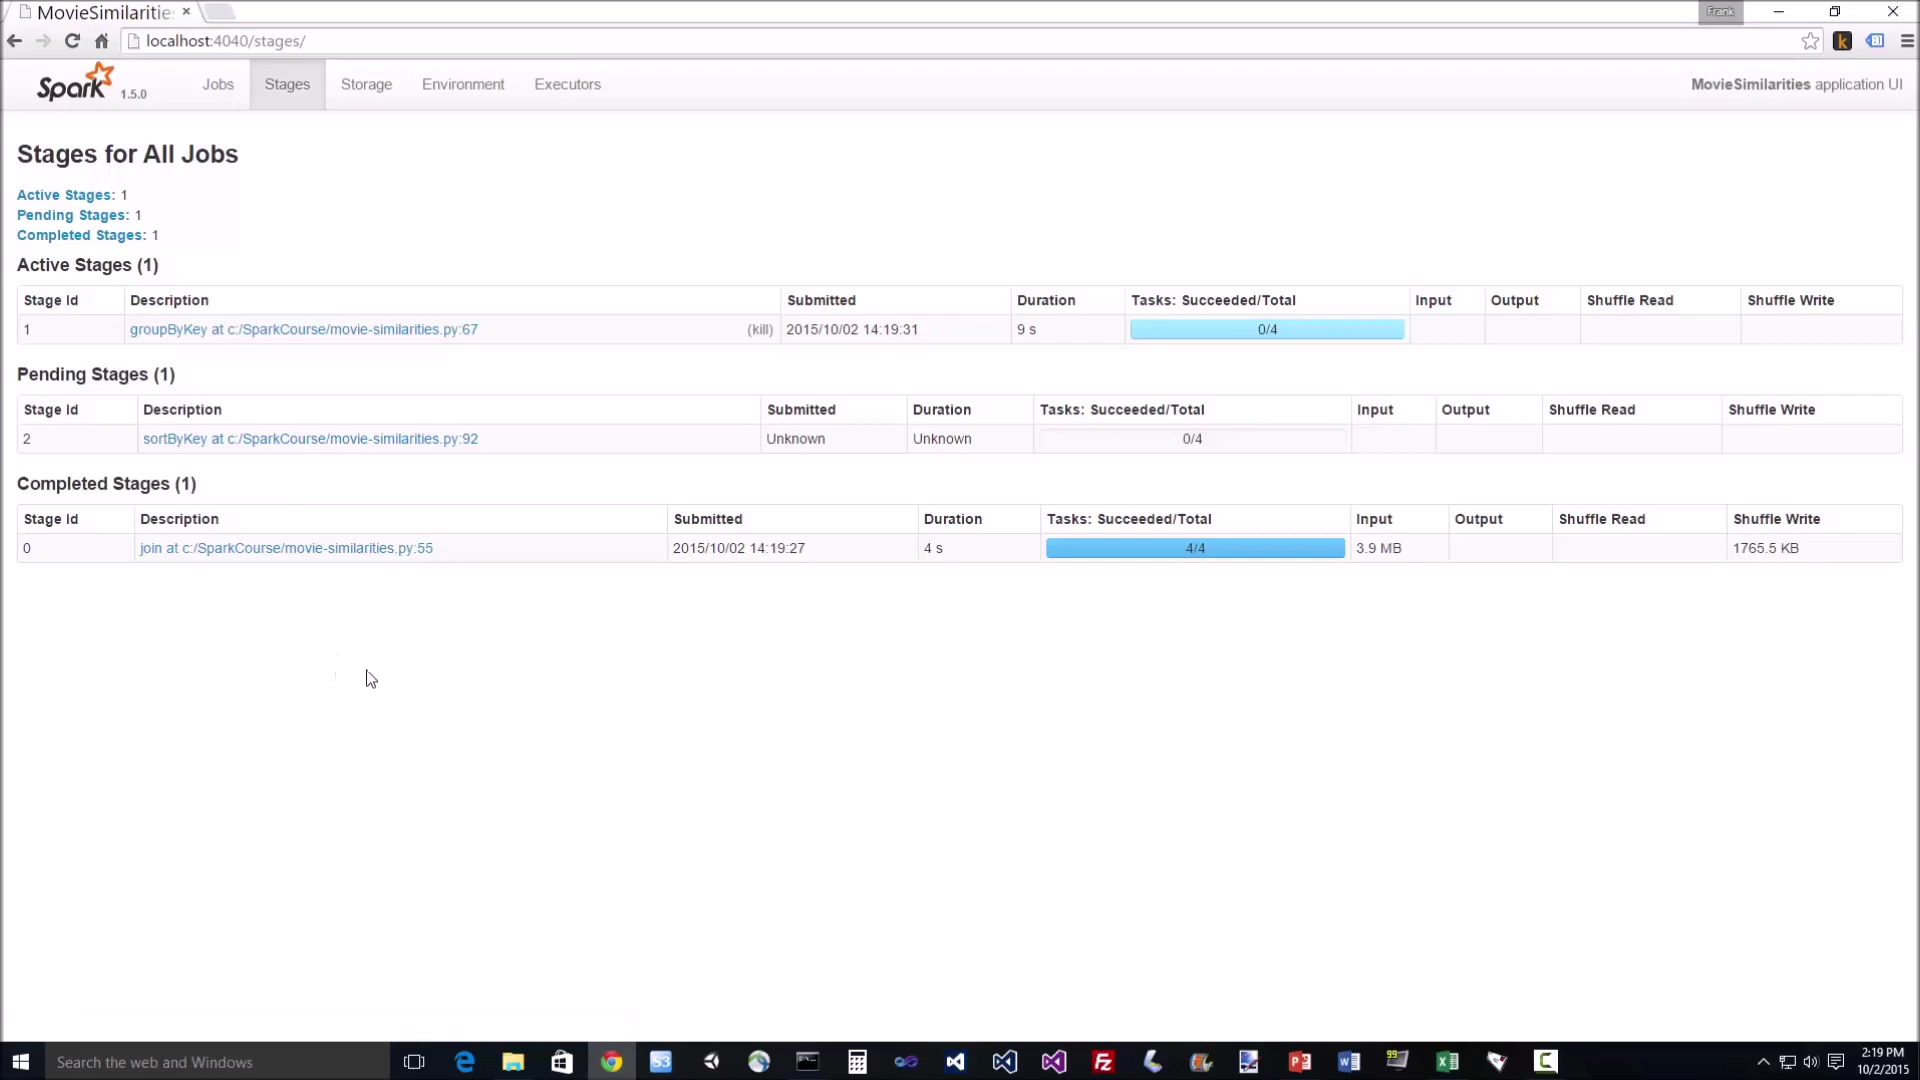 MovieSimilaritie
Frank
localhost:4040/stages/
Spark 1.5.0 Jobs Stages Storage Environment Executors MovieSimilarities application UI
Stages for All Jobs
Active Stages: 1
Pending Stages: 1
Completed Stages: 1
Active Stages (1)
Stage Id Description Submitted Duration Tasks: Succeeded/Total Input Output Shuffle Read Shuffle Write
1 groupByKey at c:/SparkCourse/movie-similarities.py:67 (kill) 2015/10/02 14:19:31 9 s 0/4
Pending Stages (1)
Stage Id Description Submitted Duration Tasks: Succeeded/Total Input Output Shuffle Read Shuffle Write
2 sortByKey at c:/SparkCourse/movie-similarities.py:92 Unknown Unknown 0/4
Completed Stages (1)
Stage Id Description Submitted Duration Tasks: Succeeded/Total Input Output Shuffle Read Shuffle Write
0 join at c:/SparkCourse/movie-similarities.py:55 2015/10/02 14:19:27 4 s 4/4 3.9 MB 1765.5 KB
Search the web and Windows
2:19 PM
10/2/2015